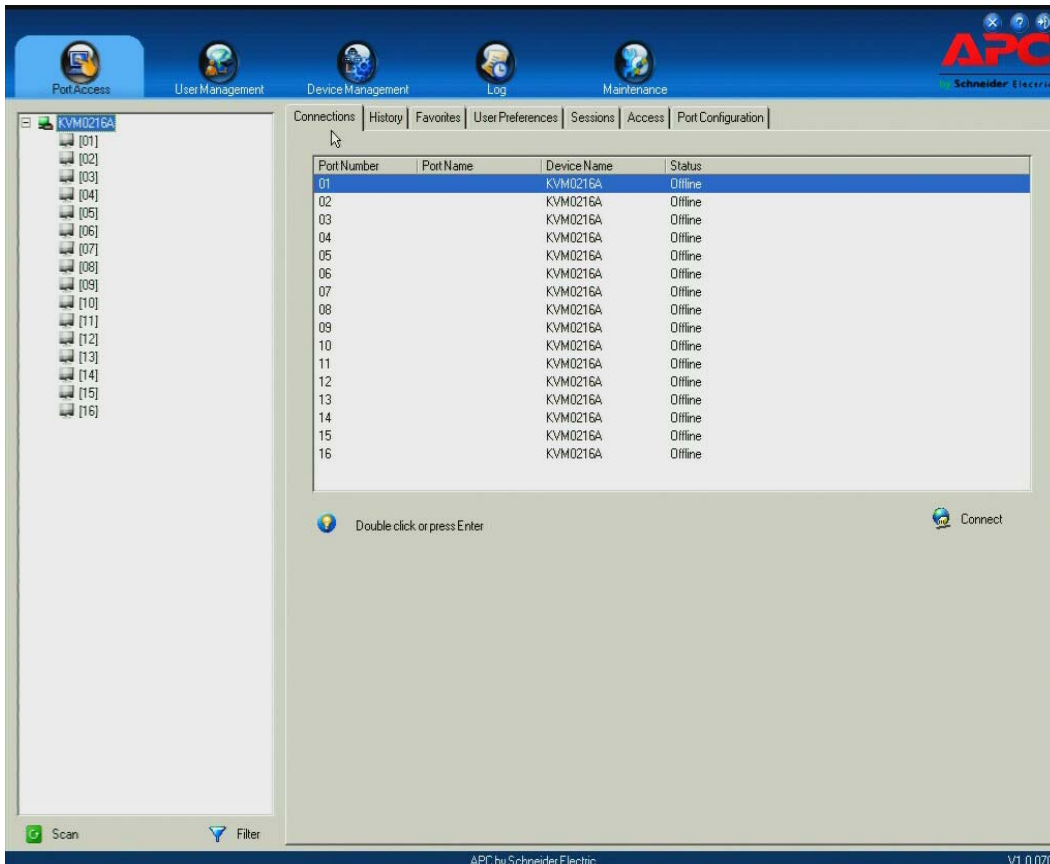 APC
by Schneider Electric
Port Access User Management Device Management Log Maintenance
KVM0216A
[01]
[02]
[03]
[04]
[05]
[06]
[07]
[08]
[09]
[10]
[11]
[12]
[13]
[14]
[15]
[16]
Scan Filter
Connections History Favorites User Preferences Sessions Access Port Configuration
Port Number Port Name Device Name Status
01 KVM0216A Offline
02 KVM0216A Offline
03 KVM0216A Offline
04 KVM0216A Offline
05 KVM0216A Offline
06 KVM0216A Offline
07 KVM0216A Offline
08 KVM0216A Offline
09 KVM0216A Offline
10 KVM0216A Offline
11 KVM0216A Offline
12 KVM0216A Offline
13 KVM0216A Offline
14 KVM0216A Offline
15 KVM0216A Offline
16 KVM0216A Offline
Double click or press Enter
Connect
APC by Schneider Electric